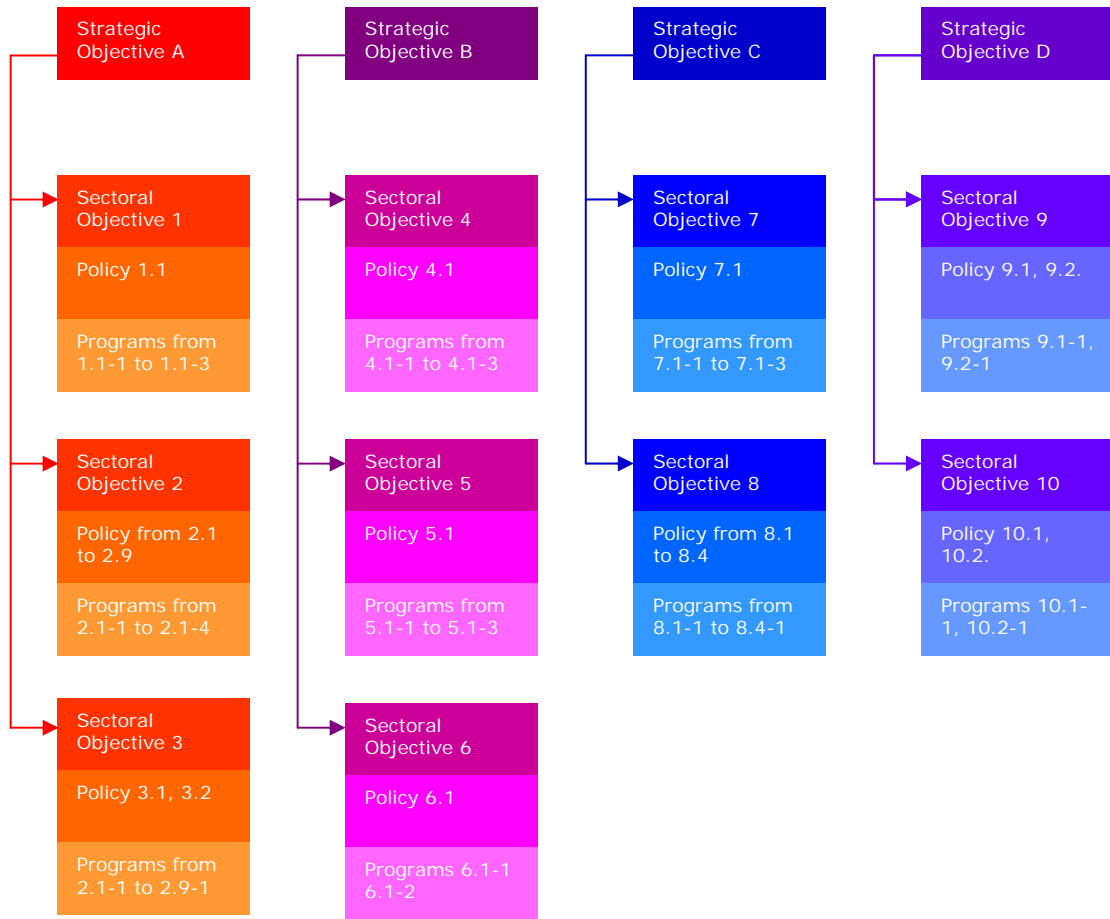 Strategic
Objective A
Sectoral
Objective 1
Policy 1.1
Programs from
1.1-1 to 1.1-3
Sectoral
Objective 2
Policy from 2.1
to 2.9
Programs from
2.1-1 to 2.1-4
Sectoral
Objective 3
Policy 3.1, 3.2
Programs from
2.1-1 to 2.9-1
Strategic
Objective B
Sectoral
Objective 4
Policy 4.1
Programs from
4.1-1 to 4.1-3
Sectoral
Objective 5
Policy 5.1
Programs from
5.1-1 to 5.1-3
Sectoral
Objective 6
Policy 6.1
Programs 6.1-1
6.1-2
Strategic
Objective C
Sectoral
Objective 7
Policy 7.1
Programs from
7.1-1 to 7.1-3
Sectoral
Objective 8
Policy from 8.1
to 8.4
Programs from
8.1-1 to 8.4-1
Strategic
Objective D
Sectoral
Objective 9
Policy 9.1, 9.2.
Programs 9.1-1,
9.2-1
Sectoral
Objective 10
Policy 10.1,
10.2.
Programs 10.1-
1, 10.2-1